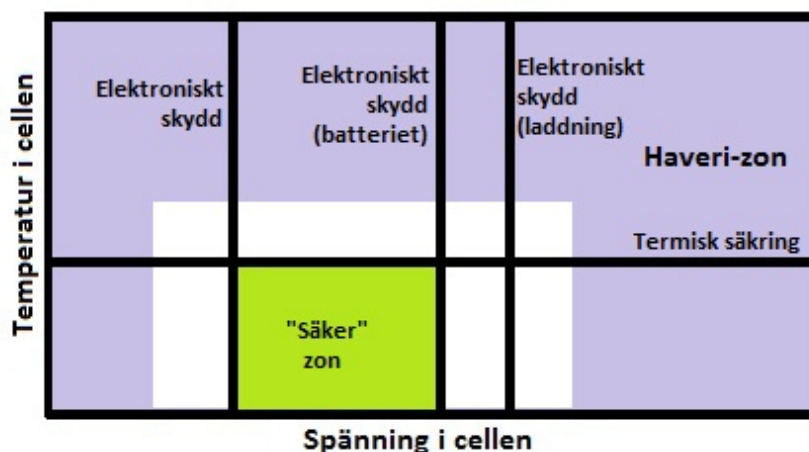 Temperatur i cellen
Elektroniskt
skydd
Elektroniskt
skydd
(batteriet)
Elektroniskt
skydd
(laddning)
Haveri-zon
Termisk säkring
"Säker"
zon
Spänning i cellen